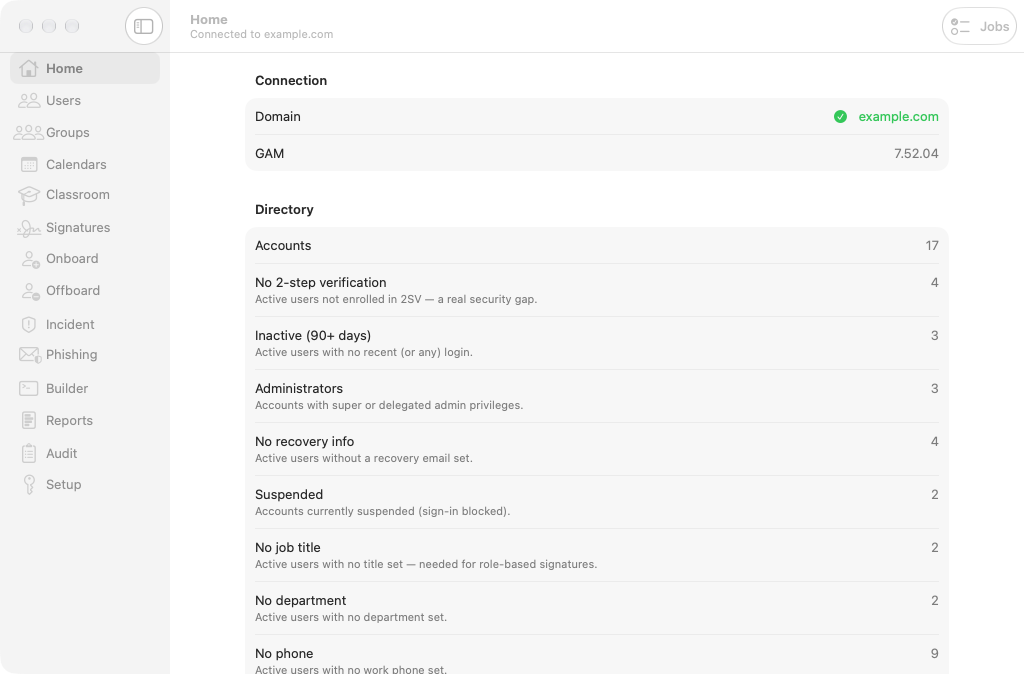 Home
Connected to example.com
Jobs
Home
Users
Groups
Calendars
Classroom
Signatures
Onboard
Offboard
Incident
Phishing
Builder
Reports
Audit
Setup
Connection
Domain example.com
GAM 7.52.04
Directory
Accounts 17
No 2-step verification 4
Active users not enrolled in 2SV — a real security gap.
Inactive (90+ days) 3
Active users with no recent (or any) login.
Administrators 3
Accounts with super or delegated admin privileges.
No recovery info 4
Active users without a recovery email set.
Suspended 2
Accounts currently suspended (sign-in blocked).
No job title 2
Active users with no title set — needed for role-based signatures.
No department 2
Active users with no department set.
No phone 9
Active users with no work phone set.